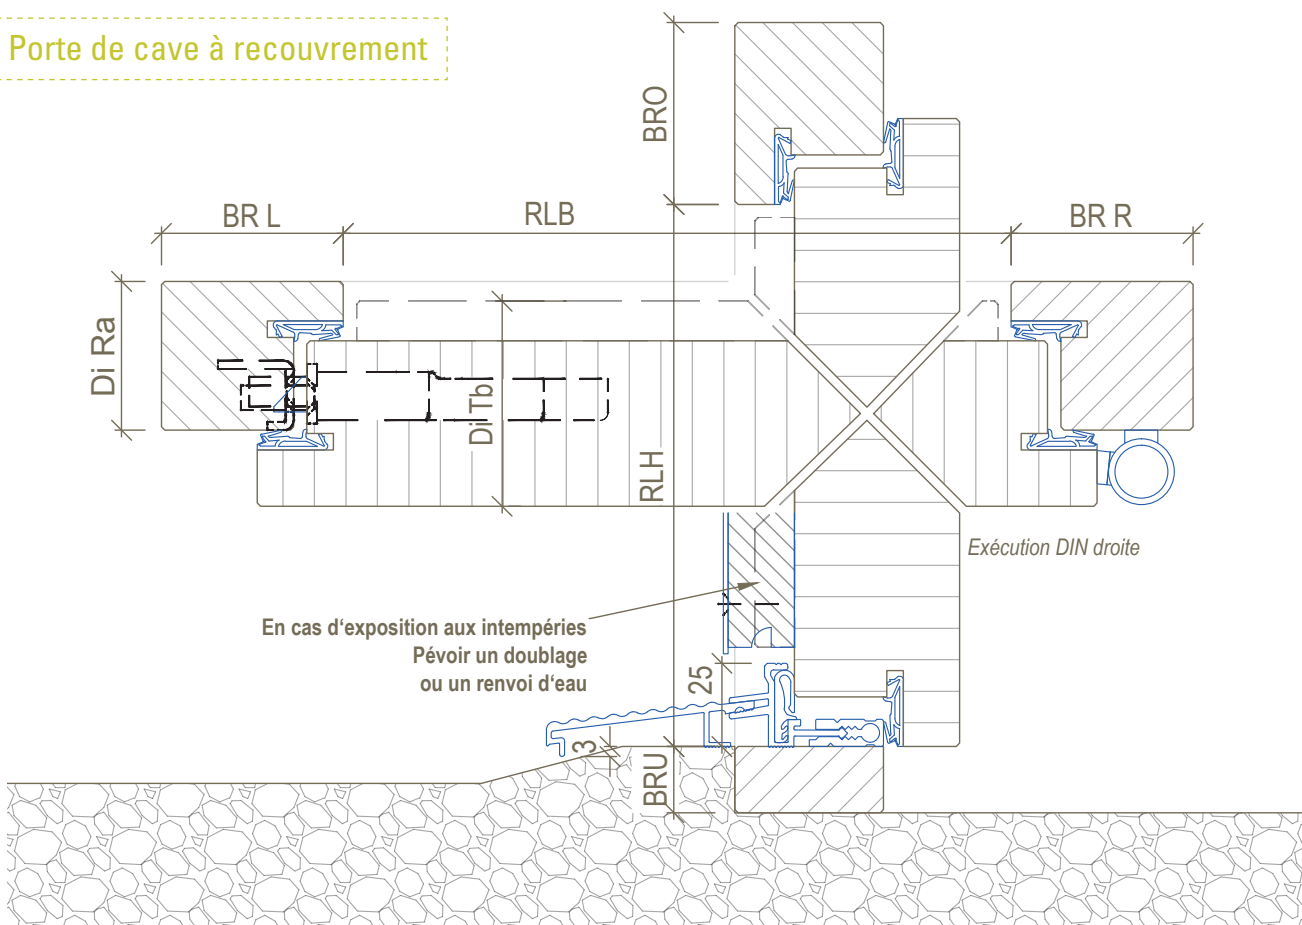 Porte de cave à recouvrement
BRO
BR L
RLB
BR R
Di Ra
Di Tb
RLH
Exécution DIN droite
En cas d‘exposition aux intempéries
Pévoir un doublage
ou un renvoi d‘eau
25
3
BRU